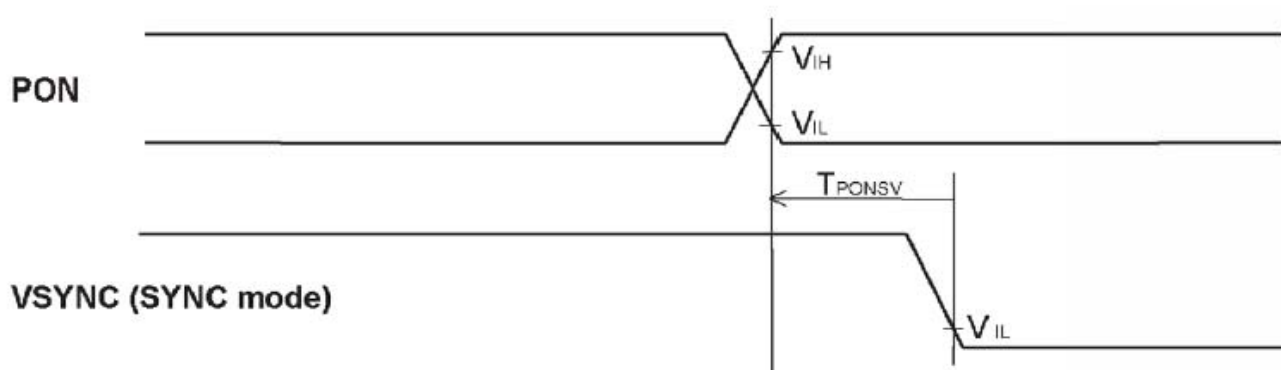 PON
VIH
VIL
TPONSV
VSYNC (SYNC mode)
VIL